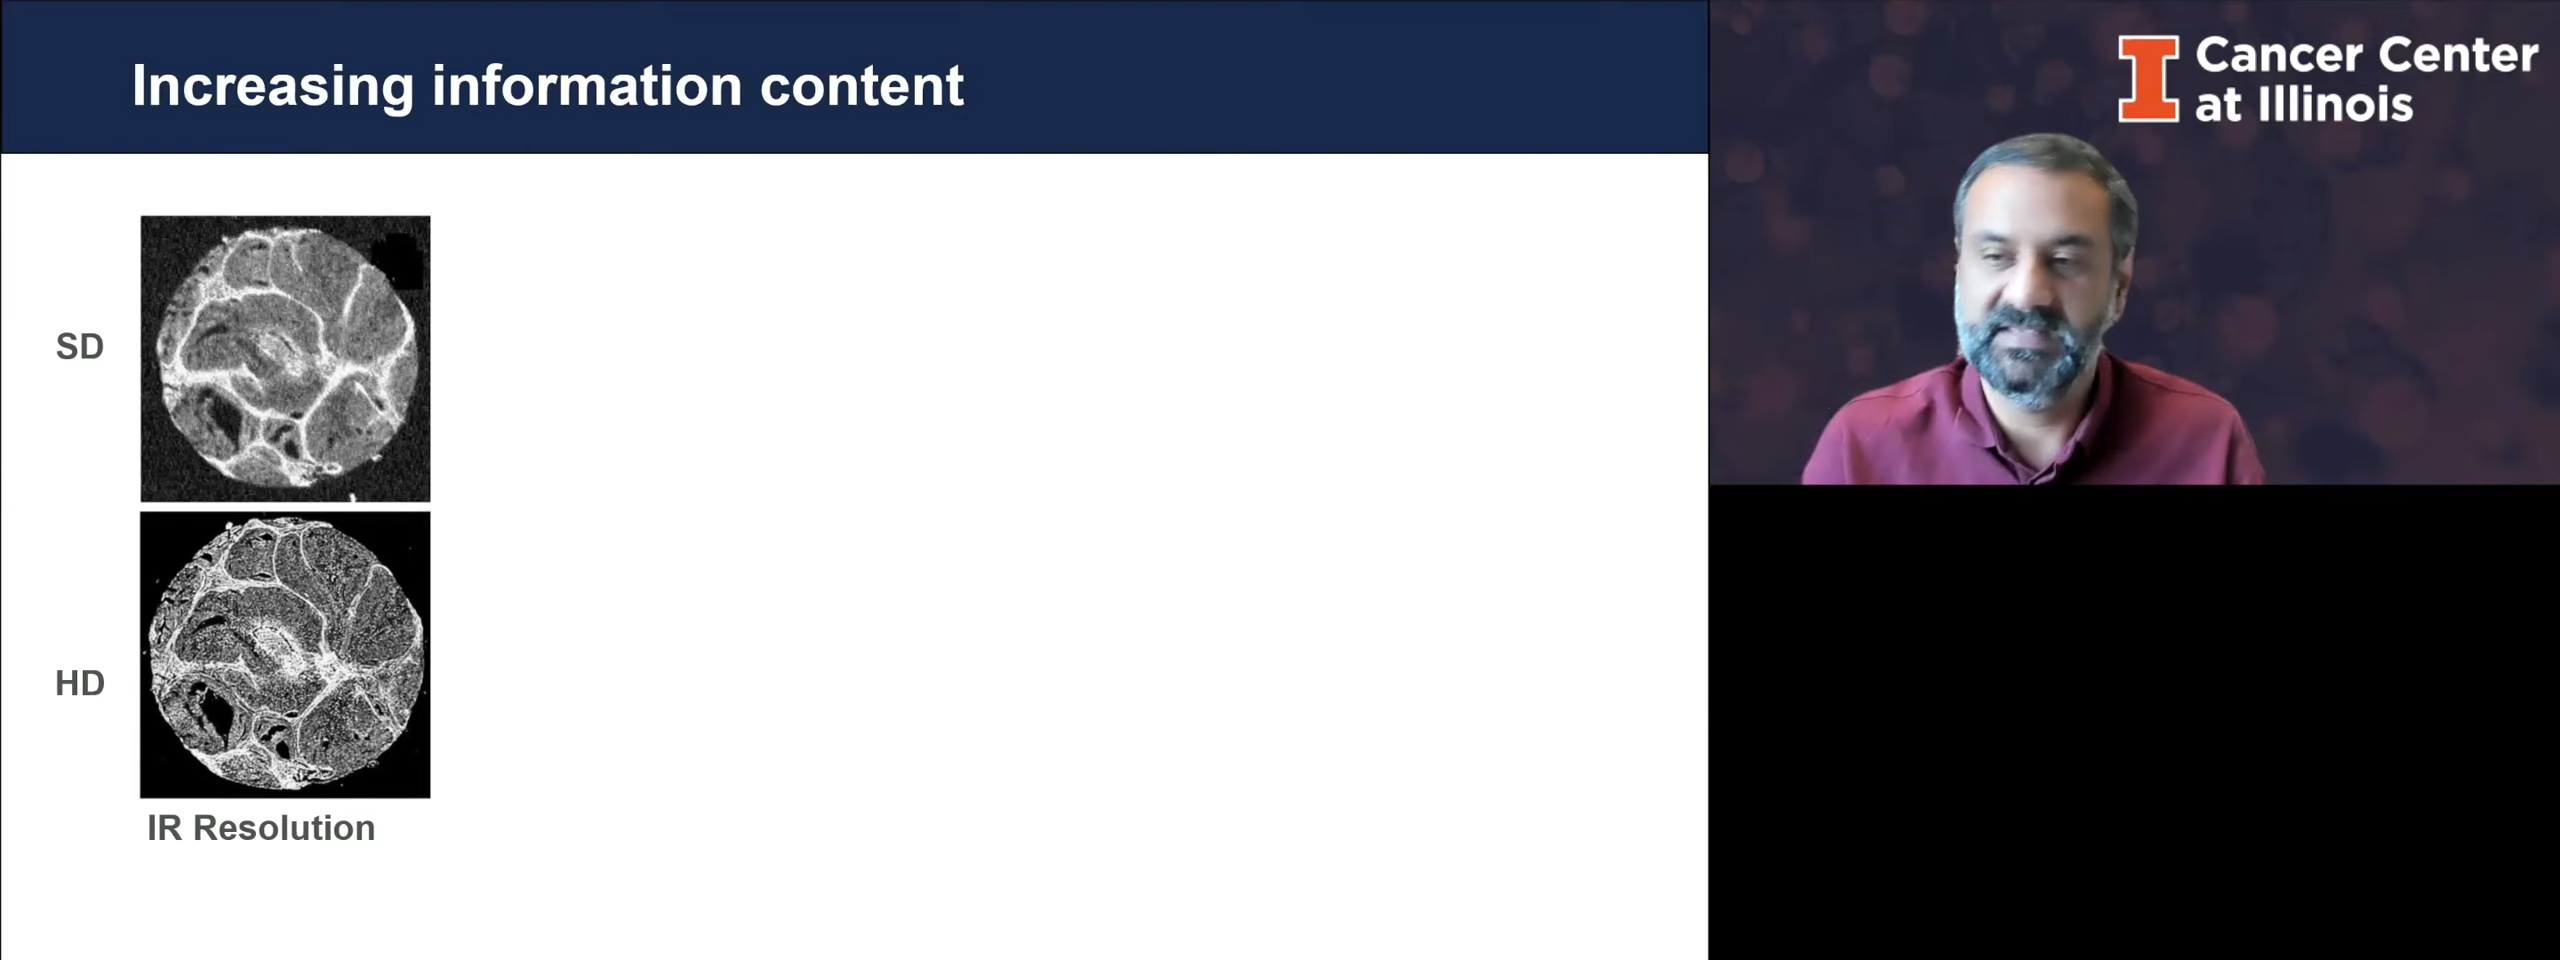 Increasing information content
SD
HD
IR Resolution
Cancer Center
at Illinois